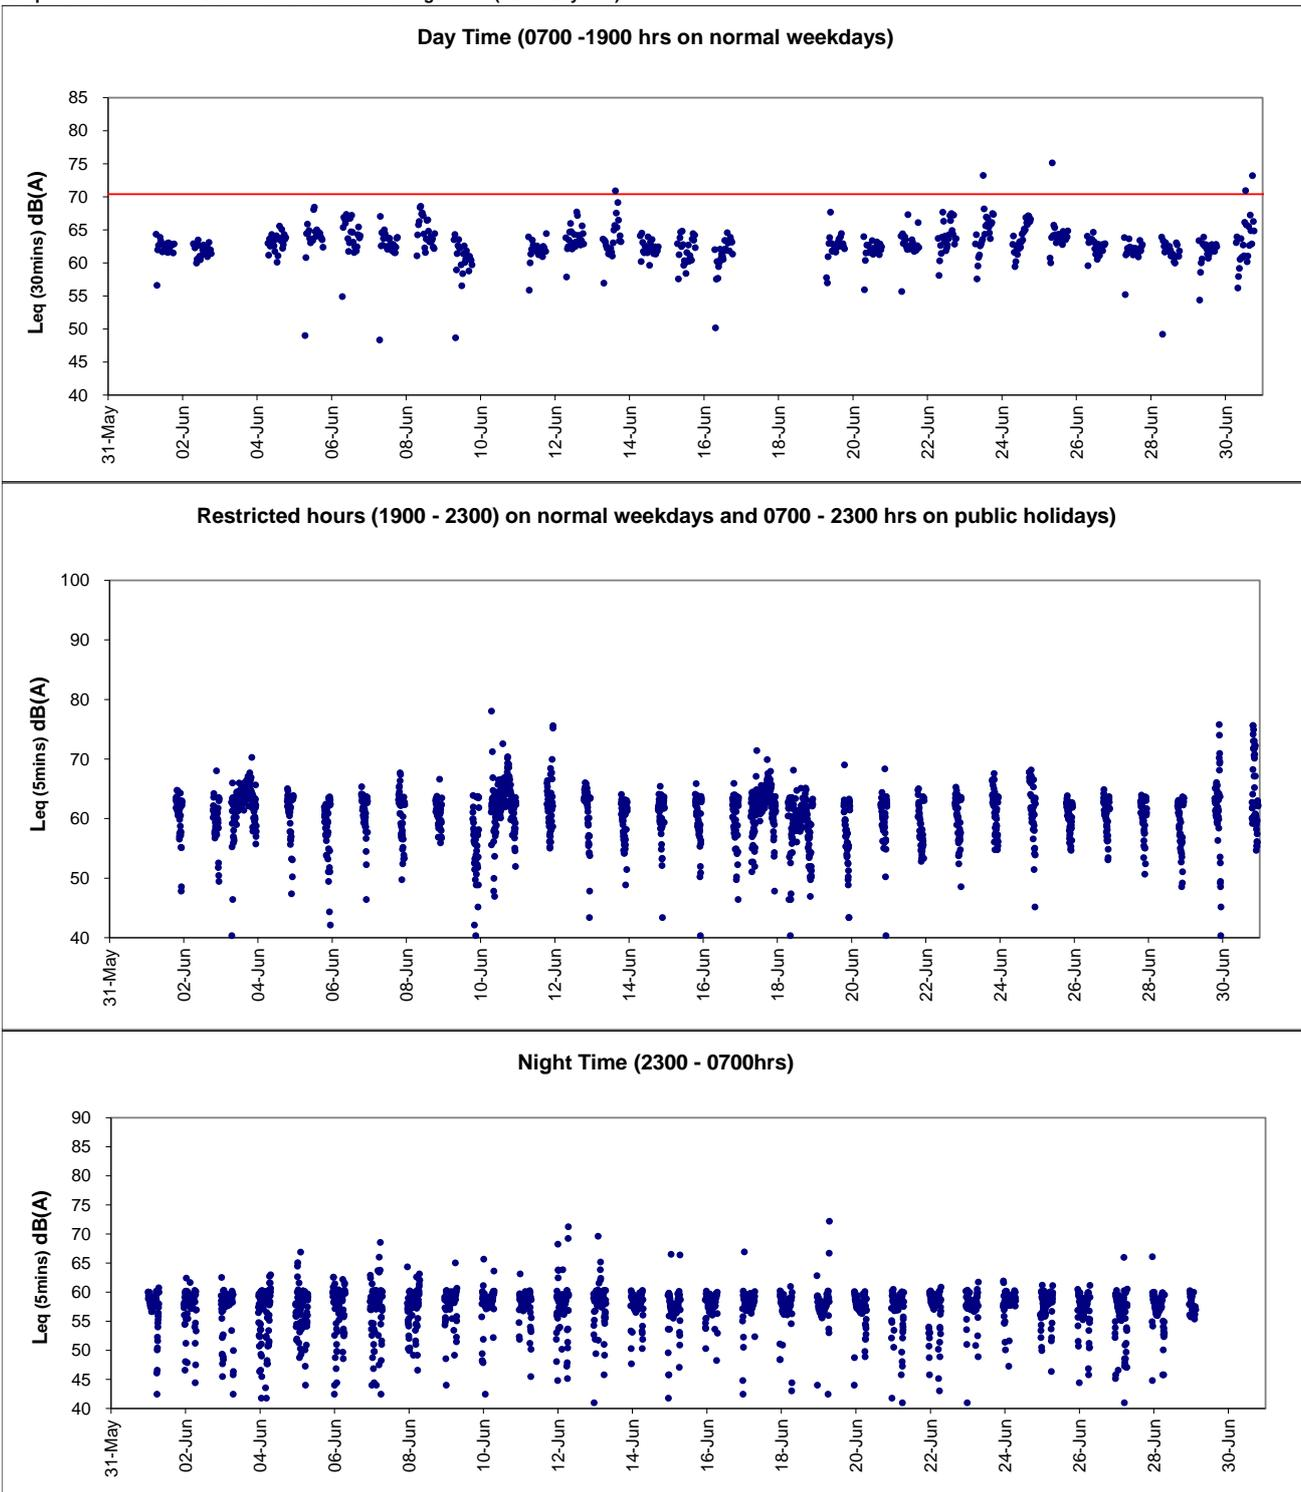 Day Time (0700 -1900 hrs on normal weekdays)
85
80
75
70
65
60
55
50
45
40
Leq (30mins) dB(A)
31-May
02-Jun
04-Jun
06-Jun
08-Jun
10-Jun
12-Jun
14-Jun
16-Jun
18-Jun
20-Jun
22-Jun
24-Jun
26-Jun
28-Jun
30-Jun
Restricted hours (1900 - 2300) on normal weekdays and 0700 - 2300 hrs on public holidays)
100
90
80
70
60
50
40
Leq (5mins) dB(A)
31-May
02-Jun
04-Jun
06-Jun
08-Jun
10-Jun
12-Jun
14-Jun
16-Jun
18-Jun
20-Jun
22-Jun
24-Jun
26-Jun
28-Jun
30-Jun
Night Time (2300 - 0700hrs)
90
85
80
75
70
65
60
55
50
45
40
Leq (5mins) dB(A)
31-May
02-Jun
04-Jun
06-Jun
08-Jun
10-Jun
12-Jun
14-Jun
16-Jun
18-Jun
20-Jun
22-Jun
24-Jun
26-Jun
28-Jun
30-Jun